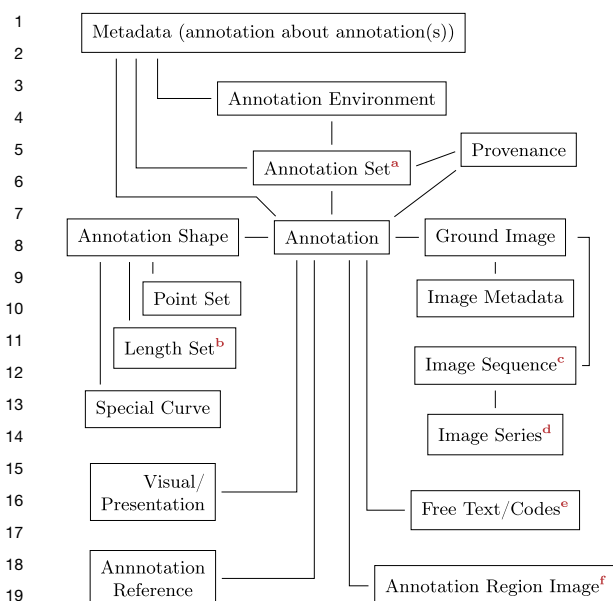 1
Metadata (annotation about annotation(s))
2
3
Annotation Environment
4
5
Provenance
Annotation Set^a
6
7
Annotation Shape
Annotation
Ground Image
8
9
Point Set
Image Metadata
10
11
Length Set^b
Image Sequence^c
12
13
Special Curve
Image Series^d
14
15
Visual/
Presentation
16
Free Text/Codes^e
17
18
Annnotation
Reference
Annotation Region Image^f
19